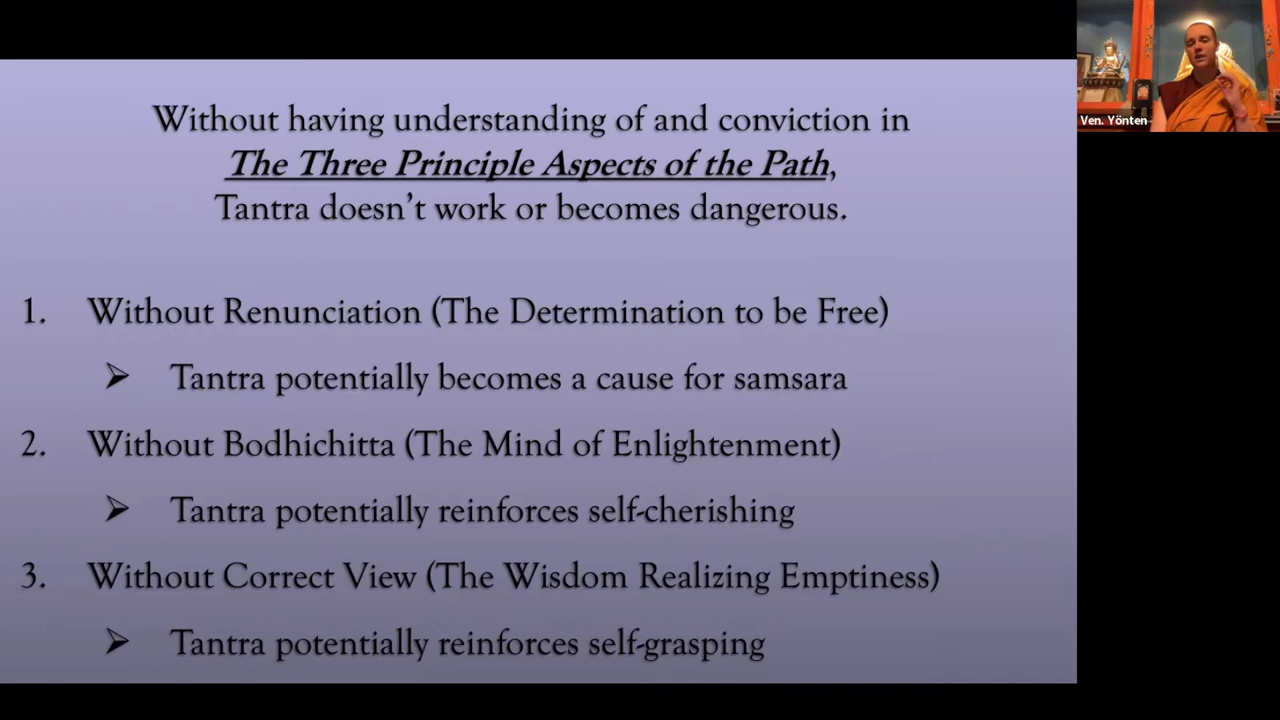 Without having understanding of and conviction in
The Three Principle Aspects of the Path,
Tantra doesn't work or becomes dangerous.
1. Without Renunciation (The Determination to be Free)
➢ Tantra potentially becomes a cause for samsara
2. Without Bodhichitta (The Mind of Enlightenment)
➢ Tantra potentially reinforces self-cherishing
3. Without Correct View (The Wisdom Realizing Emptiness)
➢ Tantra potentially reinforces self-grasping
Ven. Yönten